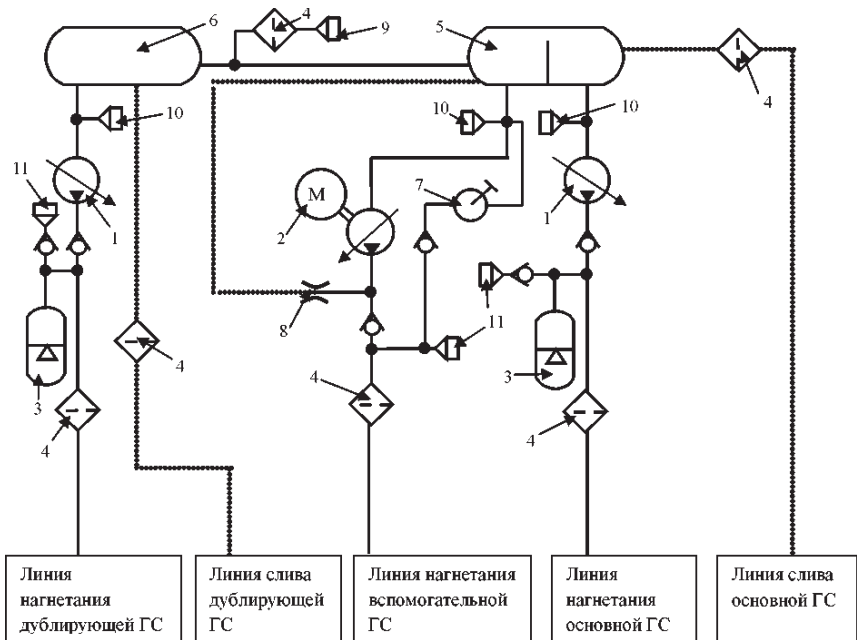 6
4
9
5
4
10
10
10
11
7
1
M
1
2
8
11
11
4
3
4
3
4
4
Линия
нагнетания
дублирующей ГС
Линия слива
дублирующей
ГС
Линия нагнетания
вспомогательной
ГС
Линия
нагнетания
основной ГС
Линия слива
основной ГС